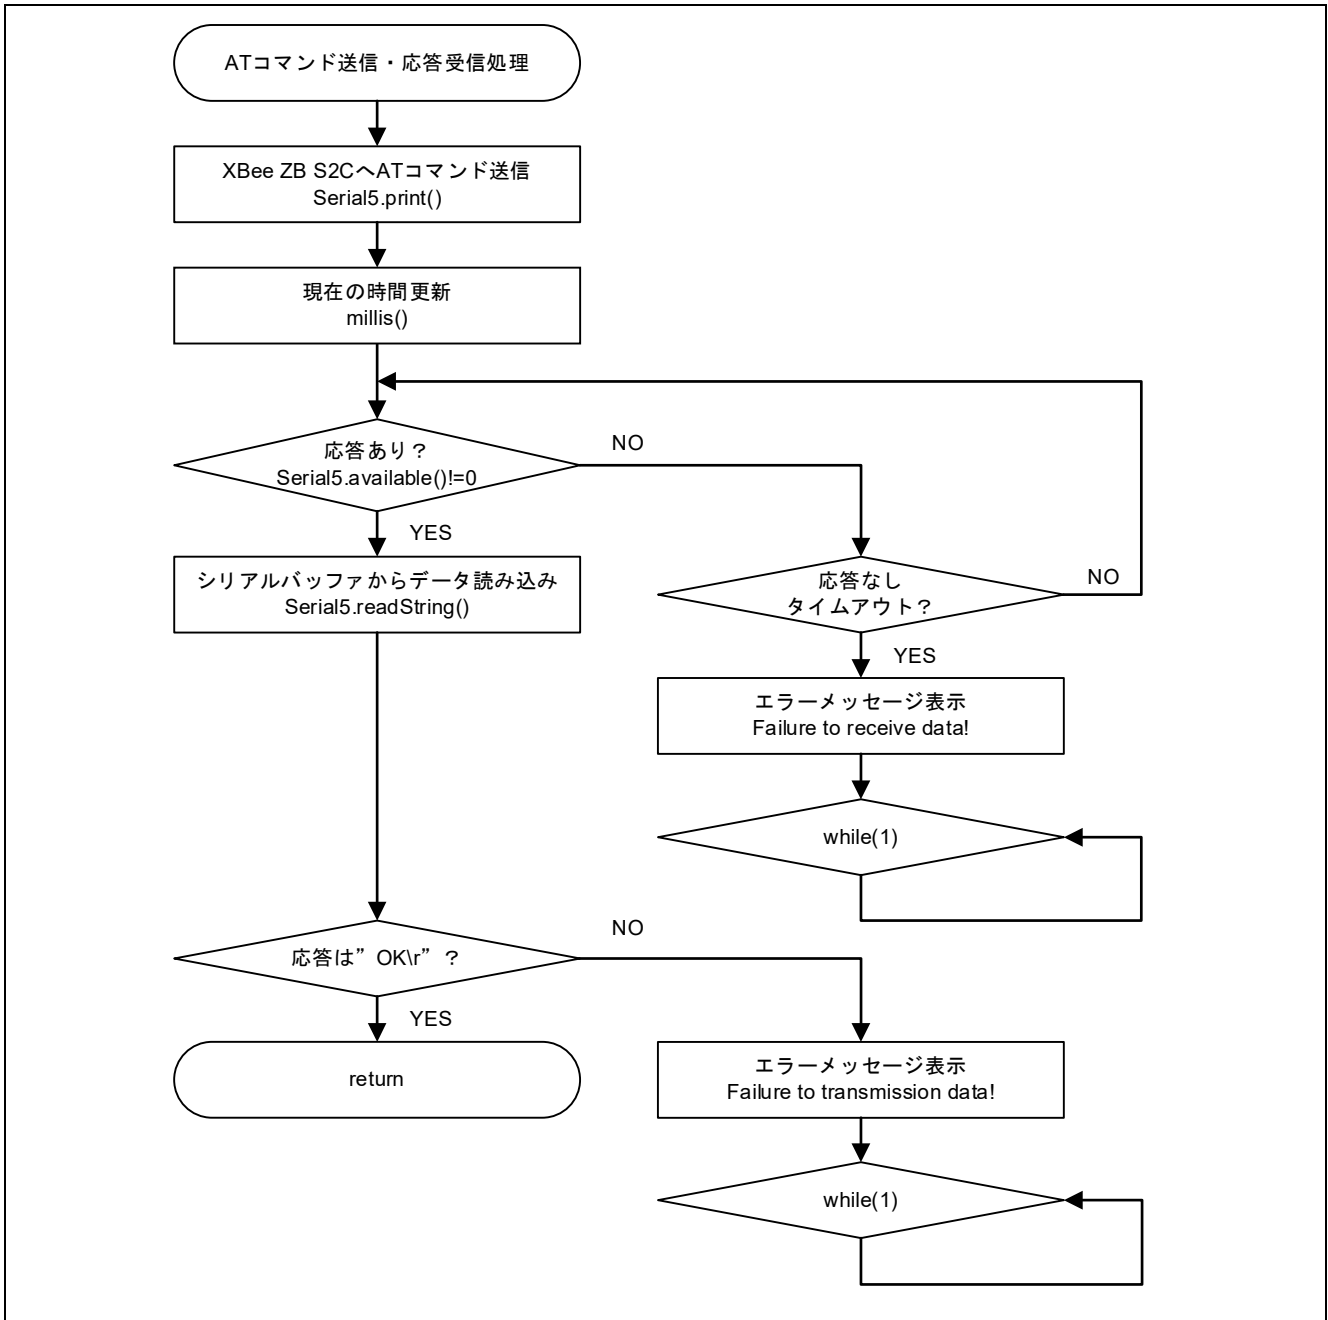 ATコマンド送信・応答受信処理
XBee ZB S2CへATコマンド送信
Serial5.print()
現在の時間更新
millis()
応答あり？
Serial5.available()!=0
NO
YES
シリアルバッファからデータ読み込み
Serial5.readString()
応答なし
タイムアウト？
NO
YES
エラーメッセージ表示
Failure to receive data!
while(1)
応答は”OK\r”？
NO
YES
return
エラーメッセージ表示
Failure to transmission data!
while(1)